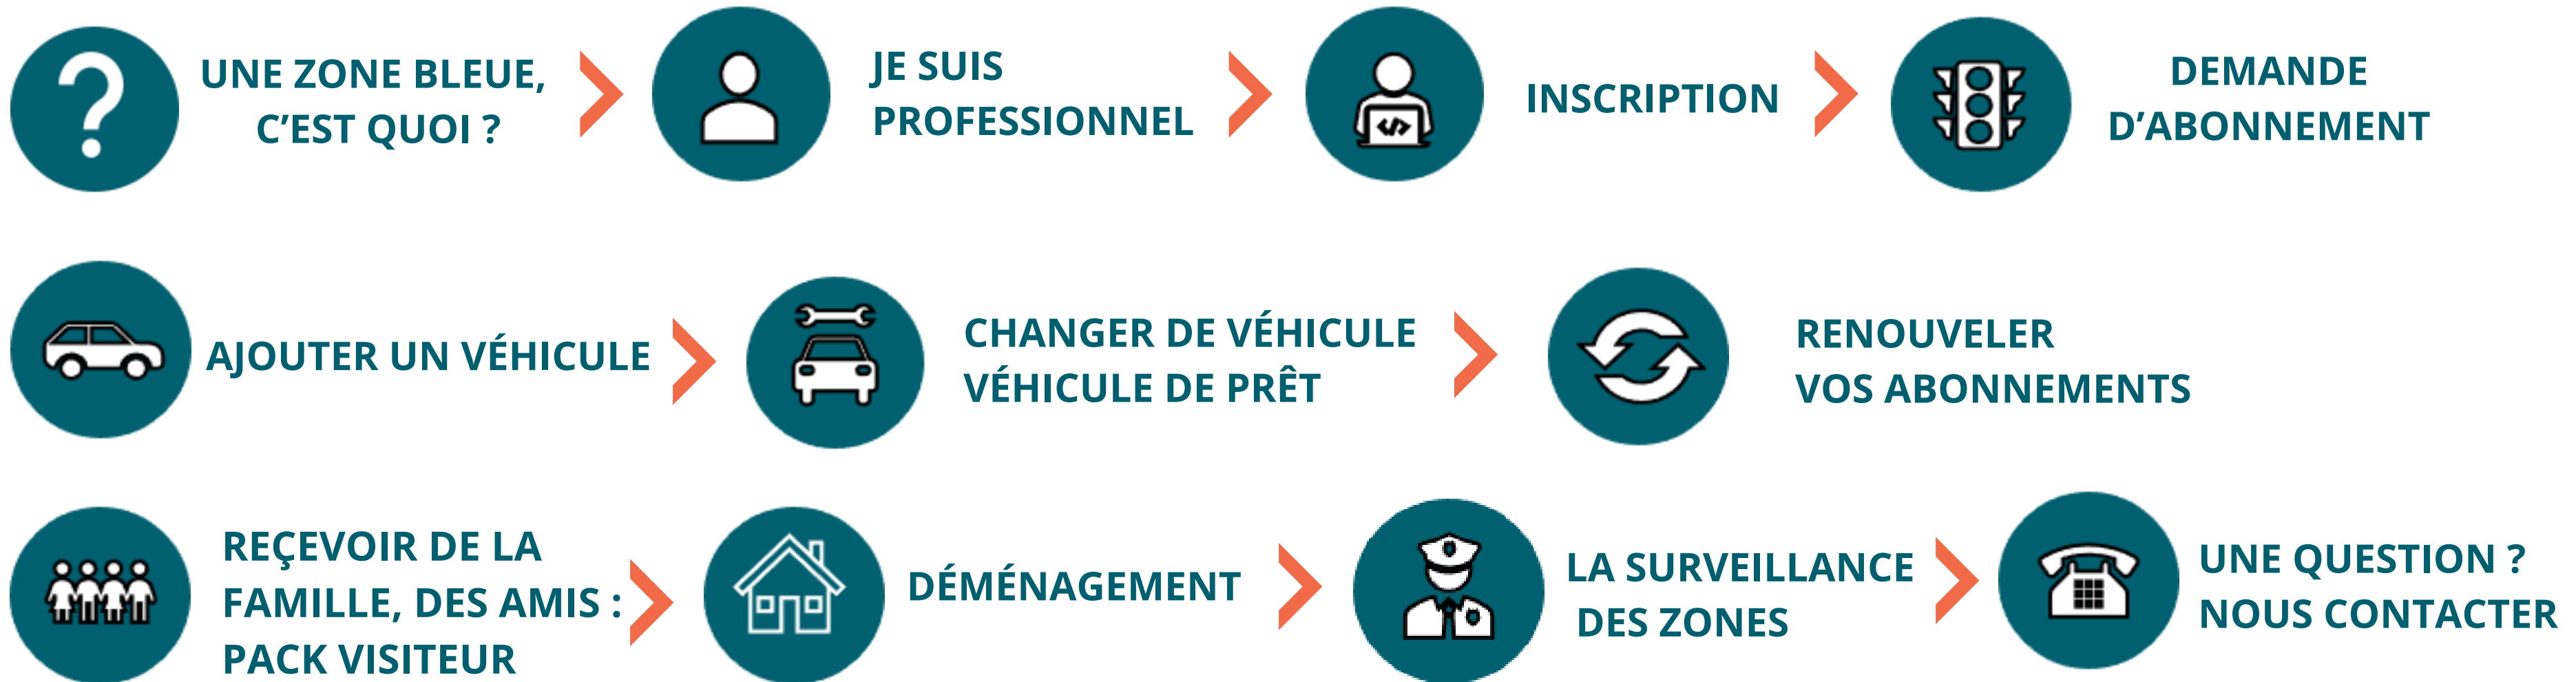 UNE ZONE BLEUE,
C'EST QUOI ?
JE SUIS
PROFESSIONNEL
INSCRIPTION
DEMANDE
D'ABONNEMENT
AJOUTER UN VÉHICULE
CHANGER DE VÉHICULE
VÉHICULE DE PRÊT
RENOUVELER
VOS ABONNEMENTS
REÇEVOIR DE LA
FAMILLE, DES AMIS :
PACK VISITEUR
DÉMÉNAGEMENT
LA SURVEILLANCE
DES ZONES
UNE QUESTION ?
NOUS CONTACTER